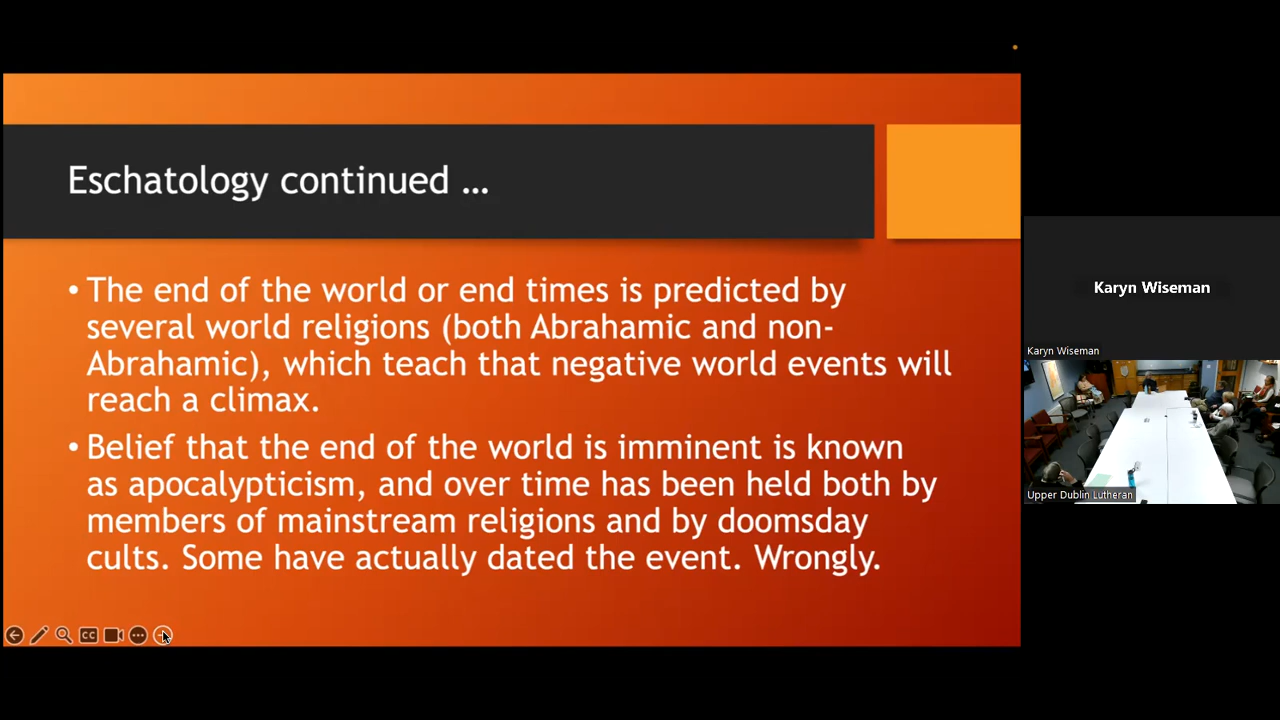 Eschatology continued ...
• The end of the world or end times is predicted by
several world religions (both Abrahamic and non-
Abrahamic), which teach that negative world events will
reach a climax.
• Belief that the end of the world is imminent is known
as apocalypticism, and over time has been held both by
members of mainstream religions and by doomsday
cults. Some have actually dated the event. Wrongly.
CC
Karyn Wiseman
Karyn Wiseman
Upper Dublin Lutheran